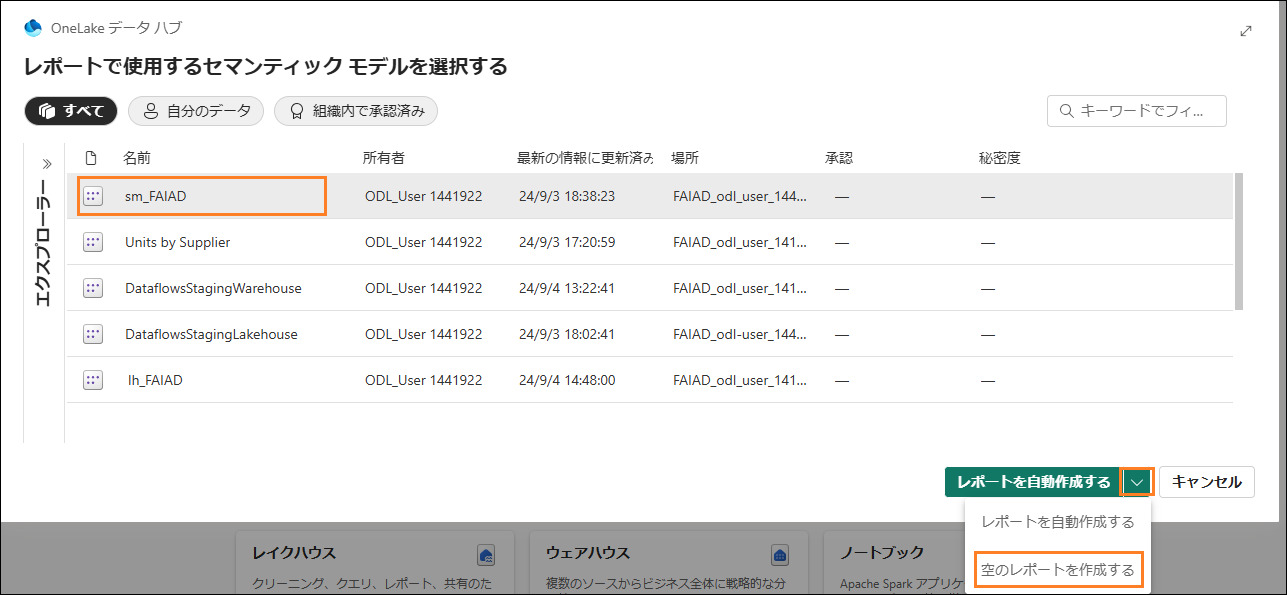 OneLake データ ハブ
レポートで使用するセマンティック モデルを選択する
すべて 自分のデータ 組織内で承認済み キーワードでフィ...
エクスプローラー
名前 所有者 最新の情報に更新済み 場所 承認 秘密度
sm_FAIAD ODL_User 1441922 24/9/3 18:38:23 FAIAD_odl_user_144... — —
Units by Supplier ODL_User 1441922 24/9/3 17:20:59 FAIAD_odl_user_141... — —
DataflowsStagingWarehouse ODL_User 1441922 24/9/4 13:22:41 FAIAD_odl_user_141... — —
DataflowsStagingLakehouse ODL_User 1441922 24/9/3 18:02:41 FAIAD_odl-user_144... — —
lh_FAIAD ODL_User 1441922 24/9/4 14:48:00 FAIAD_odl_user_141... — —
レポートを自動作成する キャンセル
レポートを自動作成する
空のレポートを作成する
レイクハウス ウェアハウス ノートブック
クリーニング、クエリ、レポート、共有のた 複数のソースからビジネス全体に戦略的な分 Apache Spark アプリケ